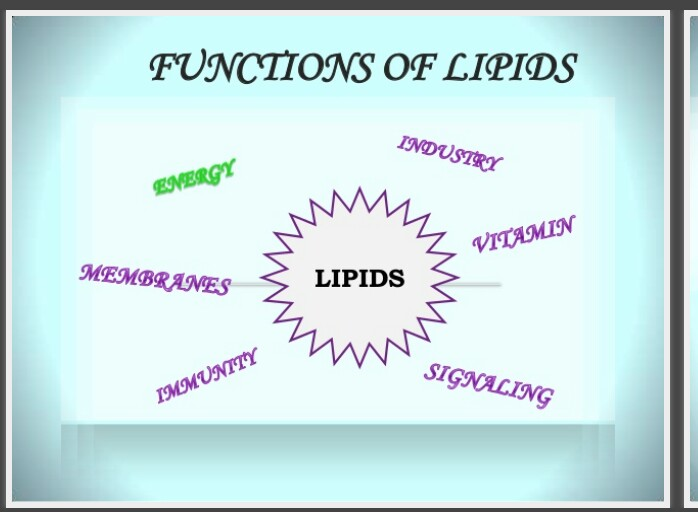 FUNCTIONS OF LIPIDS
INDUSTRY
ENERGY
VITAMIN
LIPIDS
MEMBRANES
IMMUNITY
SIGNALING